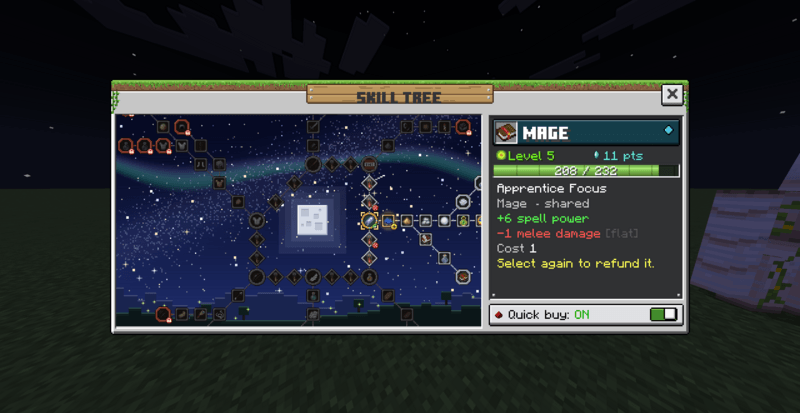 SKILL TREE
MAGE
Level 5
11 pts
208 / 232
Apprentice Focus
Mage · shared
+6 spell power
-1 melee damage [flat]
Cost 1
Select again to refund it.
Quick buy: ON